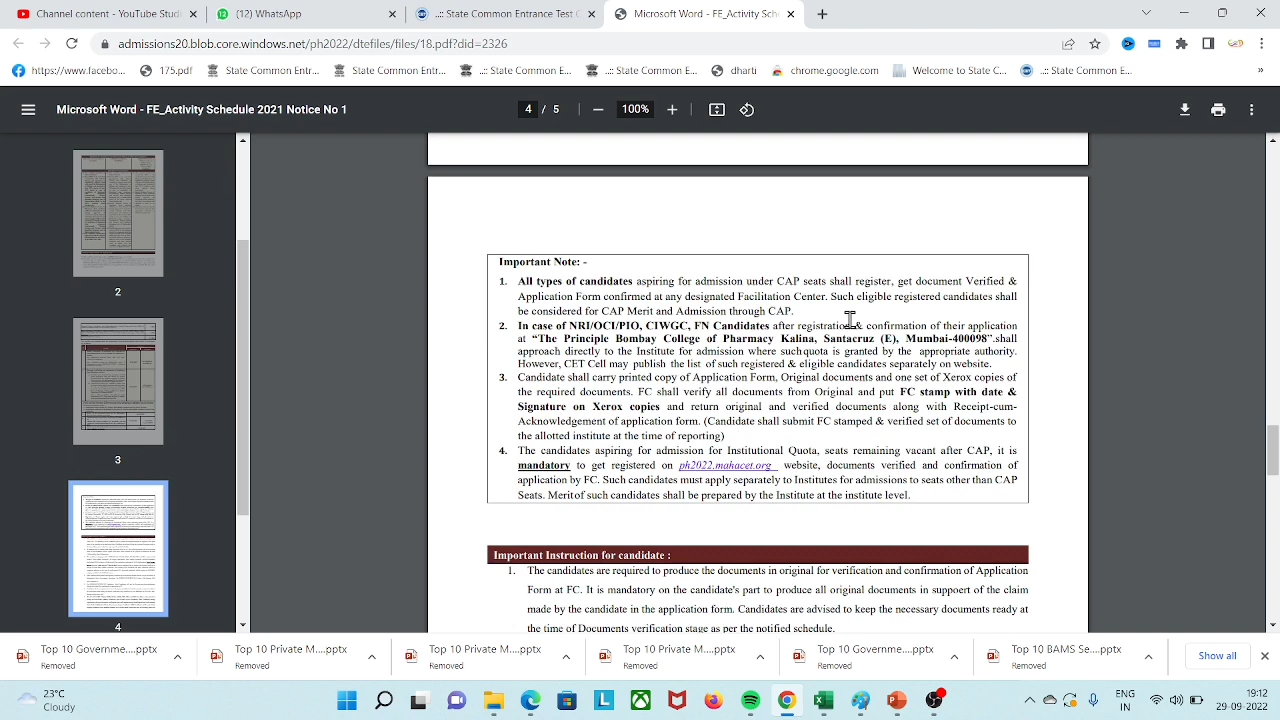 Channel content - YouTube Stud
(12) WhatsApp
.:: State Common Entrance Test C
Microsoft Word - FE_Activity Sch
admissions20.blob.core.windows.net/ph2022/dtefiles/files/18.pdf?did=2326
https://www.facebo...
175.pdf
State Common Entr...
State Common Entr...
.:: State Common E...
.:: State Common E...
dharti
chrome.google.com
Welcome to State C...
.:: State Common E...
»
Microsoft Word - FE_Activity Schedule 2021 Notice No 1
4 / 5
100%
2
3
4
Important Note: -
1. All types of candidates aspiring for admission under CAP seats shall register, get document Verified &
Application Form confirmed at any designated Facilitation Center. Such eligible registered candidates shall
be considered for CAP Merit and Admission through CAP.
2. In case of NRI/OCI/PIO, CIWGC, FN Candidates after registration & confirmation of their application
at “The Principle Bombay College of Pharmacy Kalina, Santacruz (E), Mumbai-400098”.shall
approach directly to the Institute for admission where such quota is granted by the appropriate authority.
However, CET Cell may publish the list of such registered & eligible candidates separately on website.
3. Candidate shall carry printed copy of Application Form, Original documents and one set of Xerox copies of
the required documents. FC shall verify all documents from Original and put FC stamp with date &
Signature on Xerox copies and return original and verified documents along with Receipt-cum-
Acknowledgement of application form. (Candidate shall submit FC stamped & verified set of documents to
the allotted institute at the time of reporting)
4. The candidates aspiring for admission for Institutional Quota, seats remaining vacant after CAP, it is
mandatory to get registered on ph2022.mahacet.org website, documents verified and confirmation of
application by FC. Such candidates must apply separately to Institutes for admissions to seats other than CAP
Seats. Merit of such candidates shall be prepared by the Institute at the institute level.
Important Instruction for candidate :
1. The candidates are required to produce the documents in original for verification and confirmation of Application
Form at FC. It is mandatory on the candidate's part to produce all original documents in support of the claim
made by the candidate in the application form. Candidates are advised to keep the necessary documents ready at
the time of Documents verification stage as per the notified schedule.
Top 10 Governme....pptx
Removed
Top 10 Private M....pptx
Removed
Top 10 Private M....pptx
Removed
Top 10 Private M....pptx
Removed
Top 10 Governme....pptx
Removed
Top 10 BAMS Se....pptx
Removed
Show all
23°C
Cloudy
ENG
IN
19:12
29-09-2022